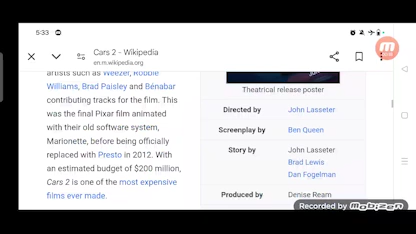 5:33
Cars 2 - Wikipedia
en.m.wikipedia.org
artists such as Weezer, Robbie
Williams, Brad Paisley and Bénabar
contributing tracks for the film. This
was the final Pixar film animated
with their old software system,
Marionette, before being officially
replaced with Presto in 2012. With
an estimated budget of $200 million,
Cars 2 is one of the most expensive
films ever made.
Theatrical release poster
Directed by John Lasseter
Screenplay by Ben Queen
Story by John Lasseter
Brad Lewis
Dan Fogelman
Produced by Denise Ream
Recorded by Mobizen